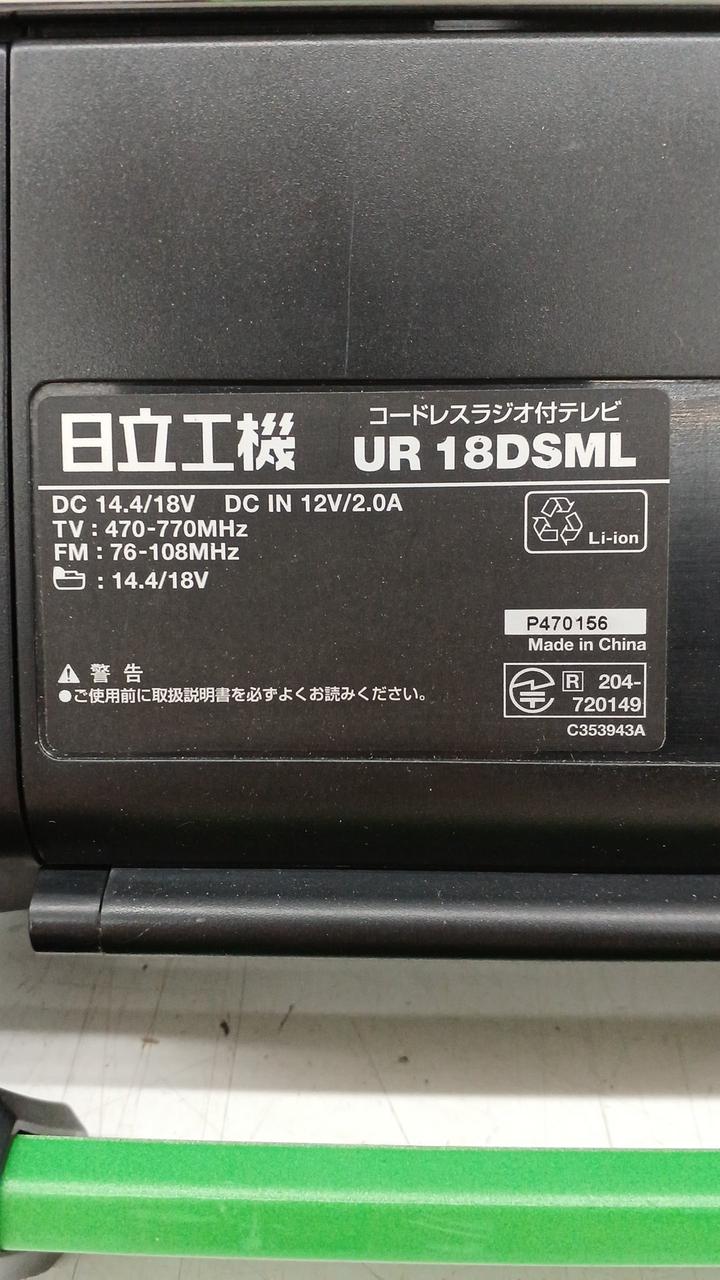 日立工機
コードレスラジオ付テレビ
UR 18DSML
DC 14.4/18V DC IN 12V/2.0A
TV : 470-770MHz
FM : 76-108MHz
: 14.4/18V
Li-ion
P470156
Made in China
警告
●ご使用前に取扱説明書を必ずよくお読みください。
R 204-
720149
C353943A